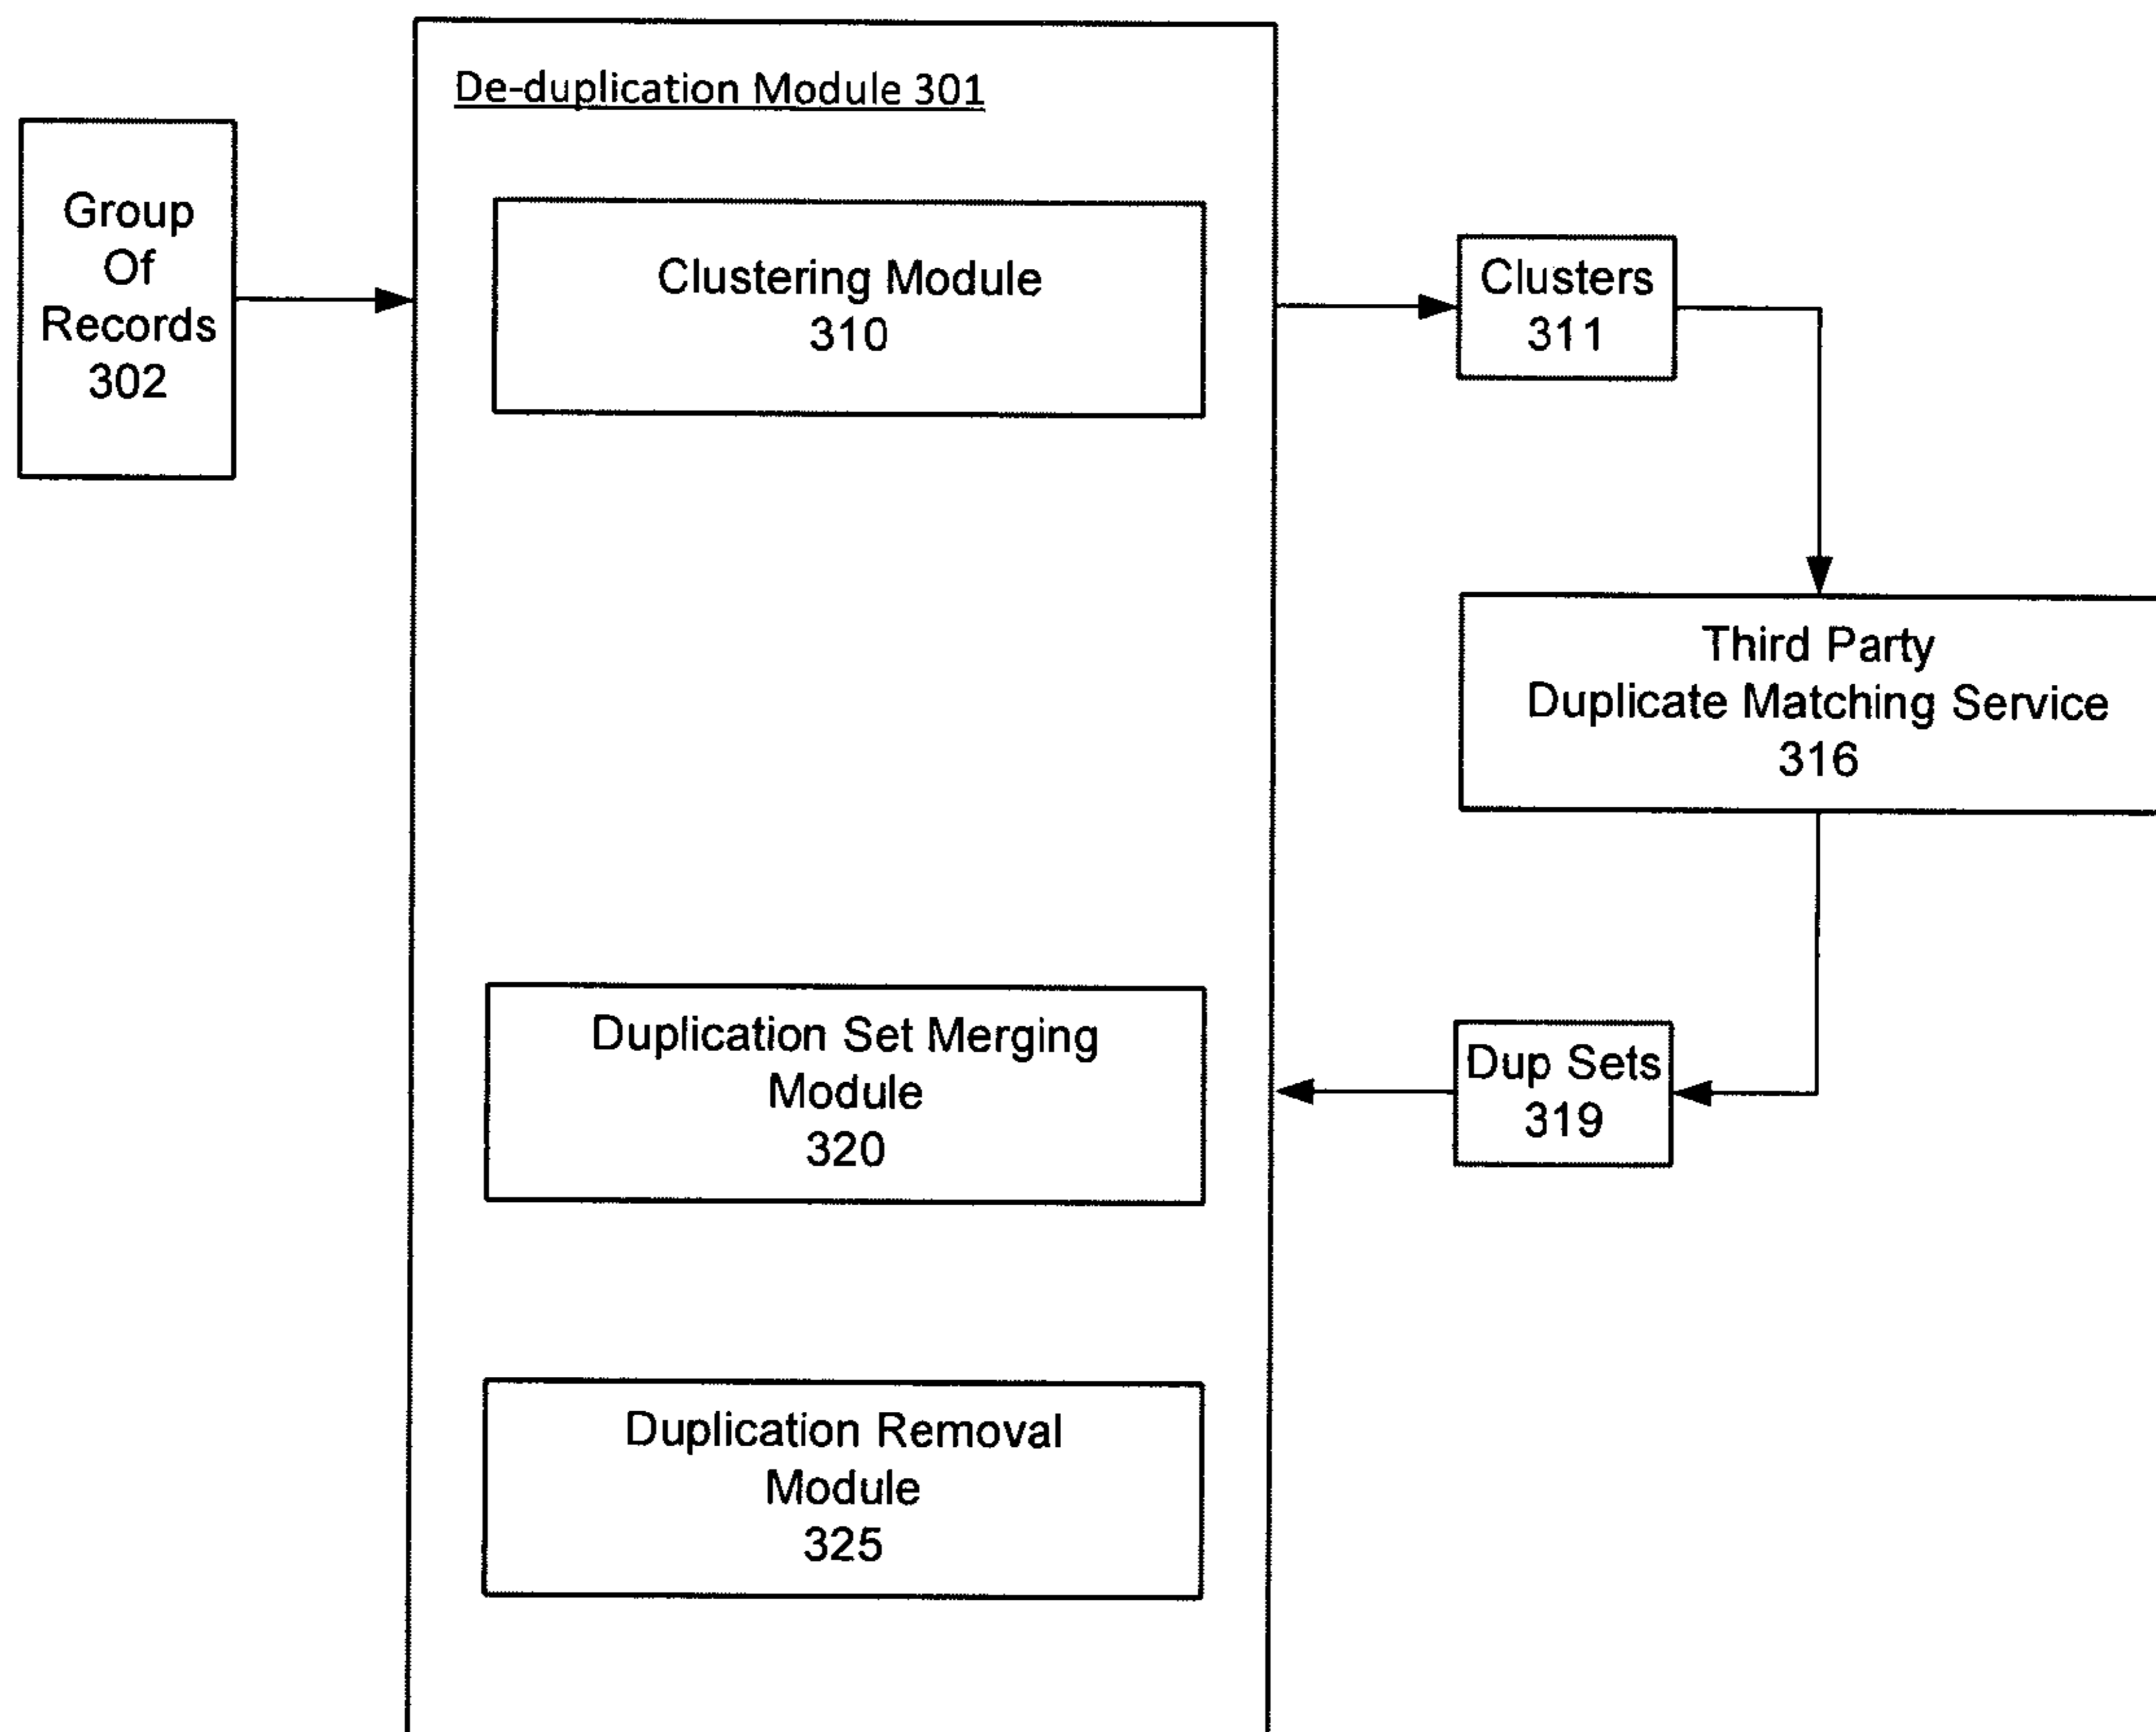 De-duplication Module 301
Group
Of
Records
302
Clustering Module
310
Clusters
311
Third Party
Duplicate Matching Service
316
Duplication Set Merging
Module
320
Dup Sets
319
Duplication Removal
Module
325